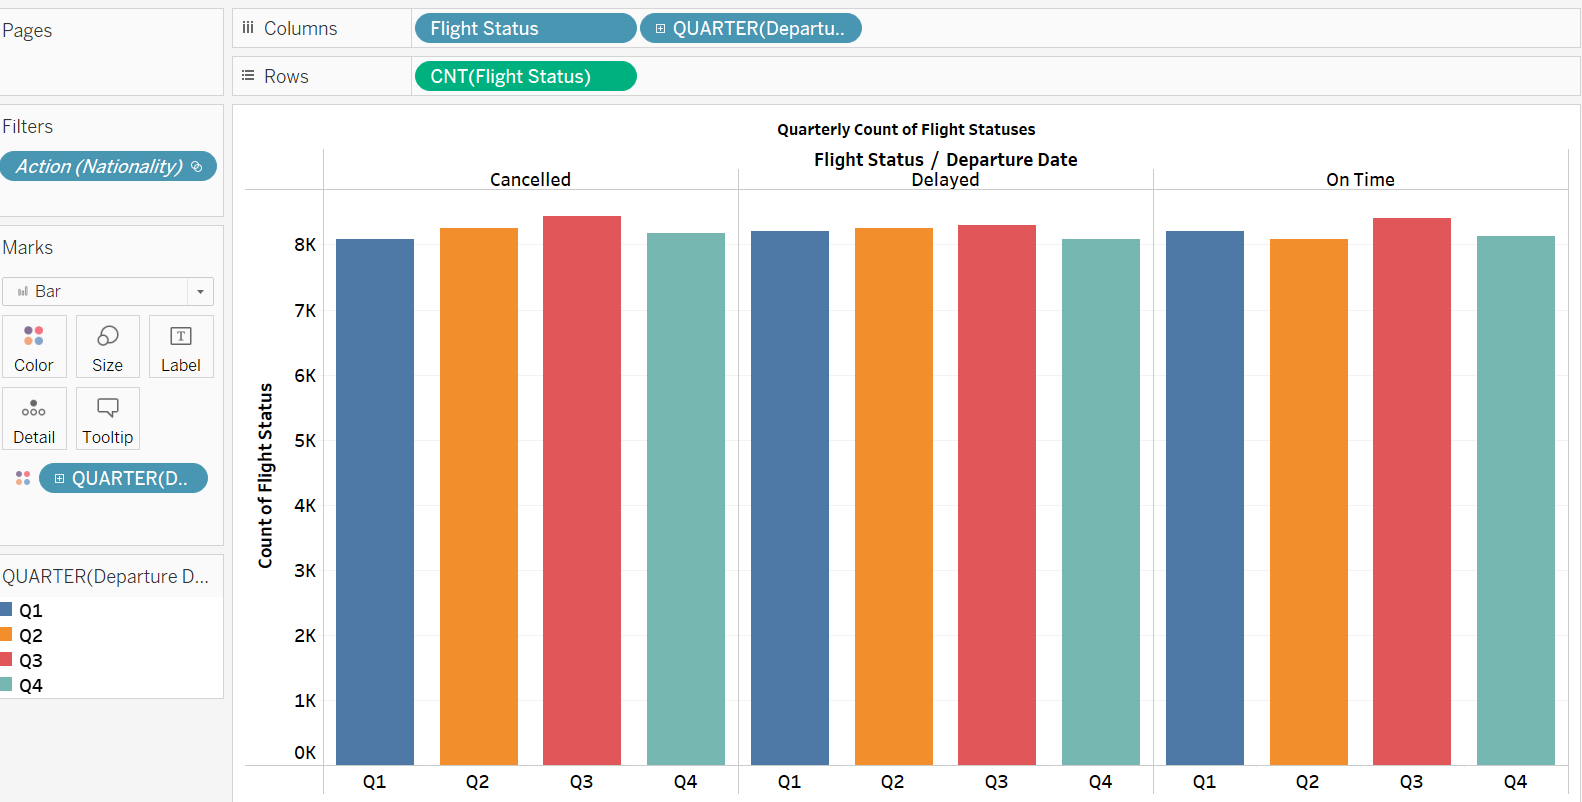 Pages
Columns
Flight Status
QUARTER(Departu..
Rows
CNT(Flight Status)
Filters
Action (Nationality)
Marks
Bar
Color
Size
T
Label
Detail
Tooltip
QUARTER(D..
QUARTER(Departure D...
Q1
Q2
Q3
Q4
Quarterly Count of Flight Statuses
Flight Status / Departure Date
Cancelled
Delayed
On Time
Count of Flight Status
8K
7K
6K
5K
4K
3K
2K
1K
0K
Q1 Q2 Q3 Q4 Q1 Q2 Q3 Q4 Q1 Q2 Q3 Q4